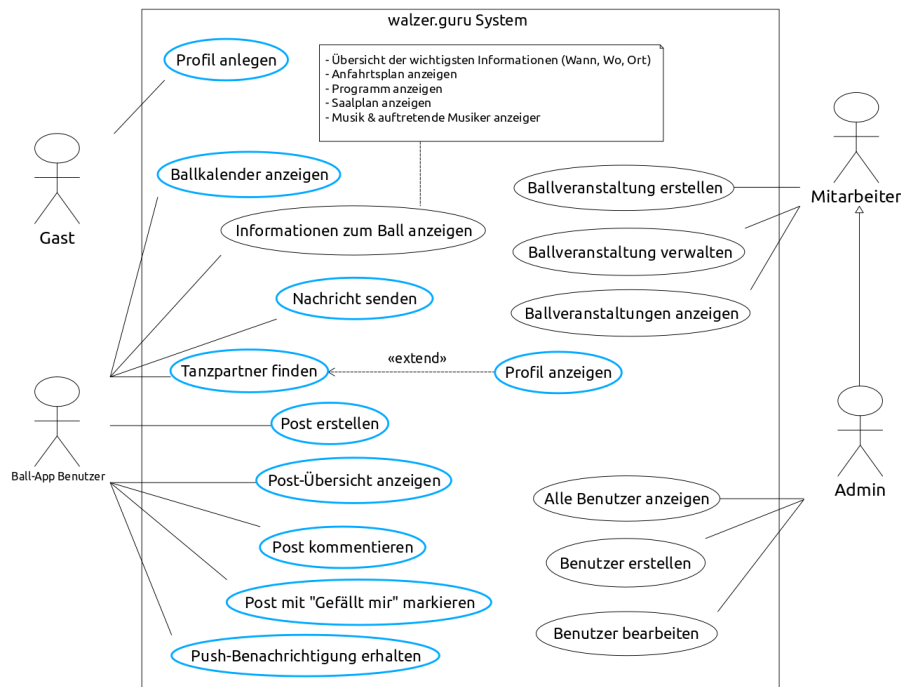 walzer.guru System
Profil anlegen
- Übersicht der wichtigsten Informationen (Wann, Wo, Ort)
- Anfahrtsplan anzeigen
- Programm anzeigen
- Saalplan anzeigen
- Musik & auftretende Musiker anzeiger
Gast
Ballkalender anzeigen
Informationen zum Ball anzeigen
Ballveranstaltung erstellen
Mitarbeiter
Ballveranstaltung verwalten
Nachricht senden
Ballveranstaltungen anzeigen
Tanzpartner finden
«extend»
Profil anzeigen
Post erstellen
Ball-App Benutzer
Post-Übersicht anzeigen
Alle Benutzer anzeigen
Admin
Post kommentieren
Benutzer erstellen
Post mit "Gefällt mir" markieren
Benutzer bearbeiten
Push-Benachrichtigung erhalten